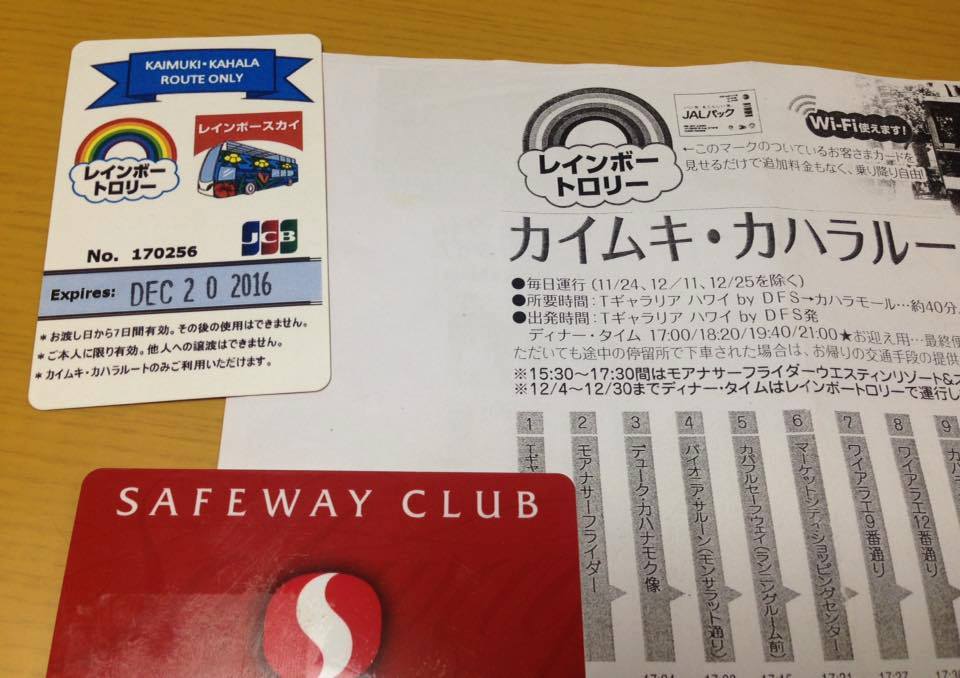 KAIMUKI・KAHALA
ROUTE ONLY
レインボー
トロリー
レインボースカイ
JCB
No. 170256
Expires: DEC 20 2016
*お渡し日から7日間有効。その後の使用はできません。
*ご本人に限り有効。他人への譲渡はできません。
*カイムキ・カハラルートのみご利用いただけます。
レインボー
トロリー
JALパック
Wi-Fi使えます!
←このマークのついているお客さまカードを
見せるだけで追加料金もなく、乗り降り自由!
カイムキ・カハラルー
●毎日運行 (11/24、12/11、12/25を除く)
●所要時間:Tギャラリア ハワイ by DFS→カハラモール…約40分
●出発時間:Tギャラリア ハワイ by DFS発
ディナー・タイム 17:00/18:20/19:40/21:00★お迎え用…最終便
ただいても途中の停留所で下車された場合は、お帰りの交通手段の提供
※15:30~17:30間はモアナサーフライダーウエスティンリゾート&ス
※12/4~12/30までディナー・タイムはレインボートロリーで運行し
1
Tギャ
2
モアナサーフライダー
3
デューク・カハナモク像
4
パイオニア・サルーン(モンサラット通り)
5
カパフルセーフウェイ(ランニングルーム前)
6
マーケットシティ・ショッピングセンター
7
ワイアラエ9番通り
8
ワイアラエ12番通り
9
カハ
SAFEWAY CLUB